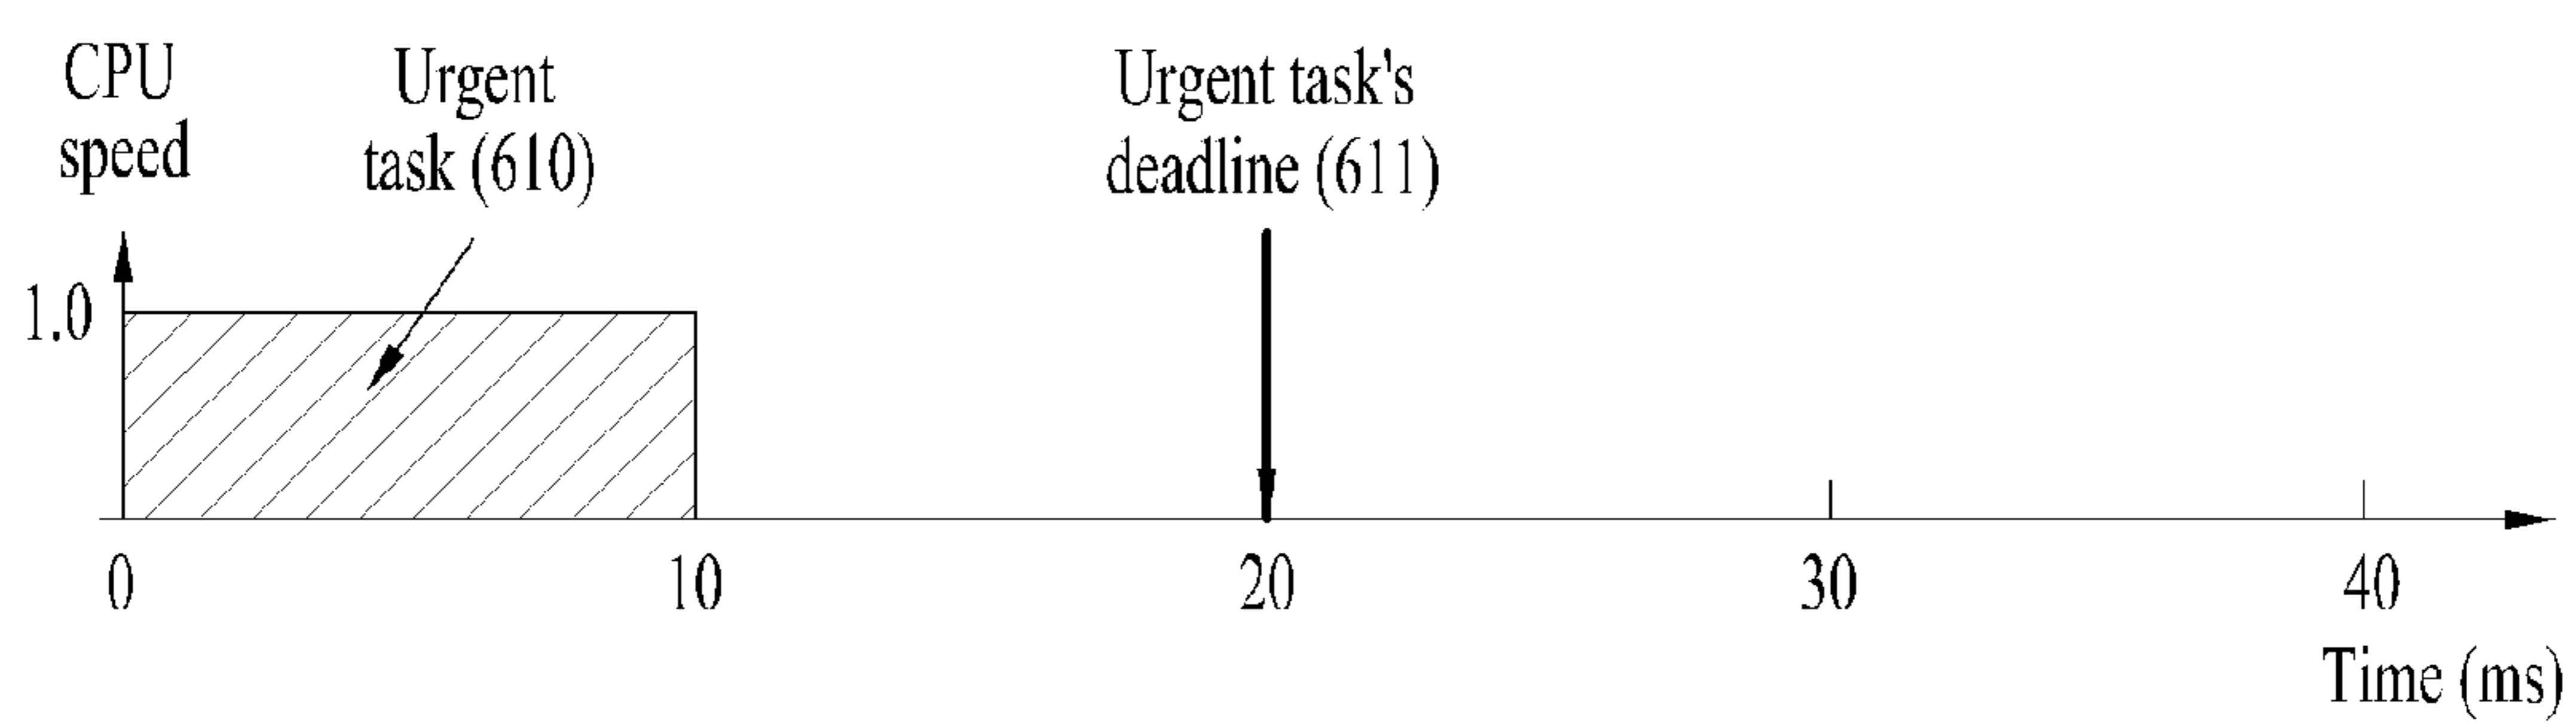 CPU
speed
Urgent
task (610)
Urgent task's
deadline (611)
1.0
0
10
20
30
40
Time (ms)